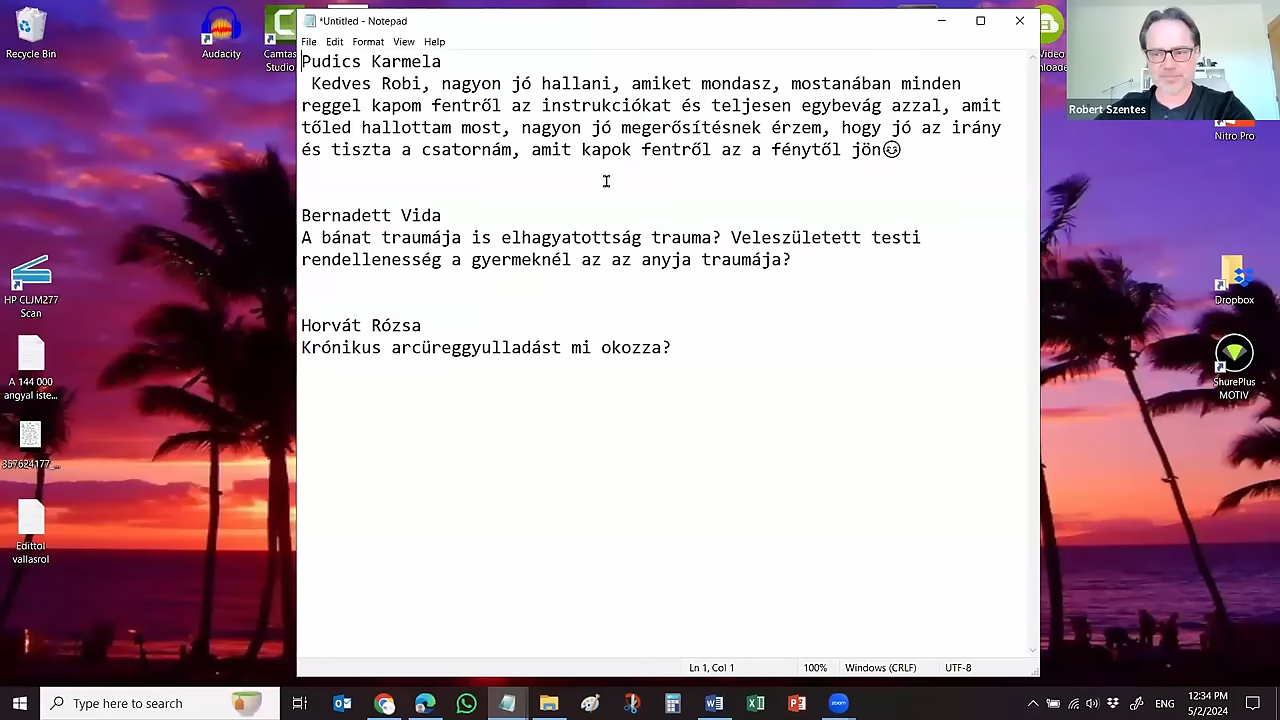 *Untitled - Notepad
File Edit Format View Help
Pudics Karmela
Kedves Robi, nagyon jó hallani, amiket mondasz, mostanában minden
reggel kapom fentről az instrukciókat és teljesen egybevág azzal, amit
tőled hallottam most, nagyon jó megerősítésnek érzem, hogy jó az irány
és tiszta a csatornám, amit kapok fentről az a fénytől jön😊
Bernadett Vida
A bánat traumája is elhagyatottság trauma? Veleszületett testi
rendellenesség a gyermeknél az az anyja traumája?
Horvát Rózsa
Krónikus arcüreggyulladást mi okozza?
Ln 1, Col 1 100% Windows (CRLF) UTF-8
Recycle Bin
Audacity
Camtas
Studio
HP CLJM277
Scan
A 144 000
angyal iste...
357624177_...
Edittol
vallasrol
Robert Szentes
Nitro Pro
Dropbox
ShurePlus
MOTIV
Type here to search
ENG
12:34 PM
5/2/2024